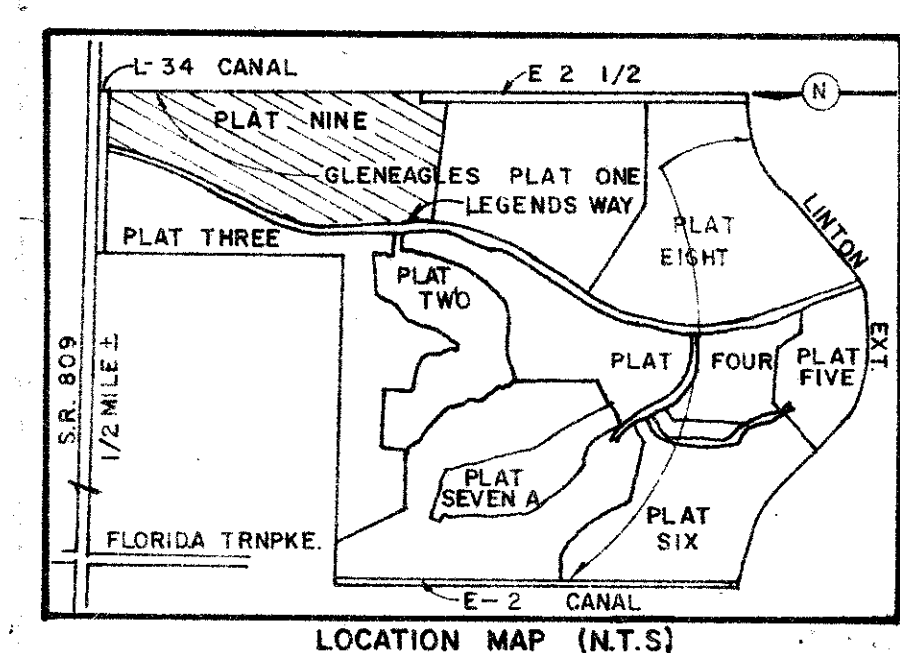 L-34 CANAL
E 2 1/2
N
PLAT NINE
GLENEAGLES PLAT ONE
LEGENDS WAY
PLAT THREE
PLAT
EIGHT
LINTON
EXT.
PLAT
TWO
S.R. 809
1/2 MILE ±
PLAT FOUR
PLAT
FIVE
PLAT
SEVEN A
PLAT
SIX
FLORIDA TRNPKE.
E-2 CANAL
LOCATION MAP (N.T.S)